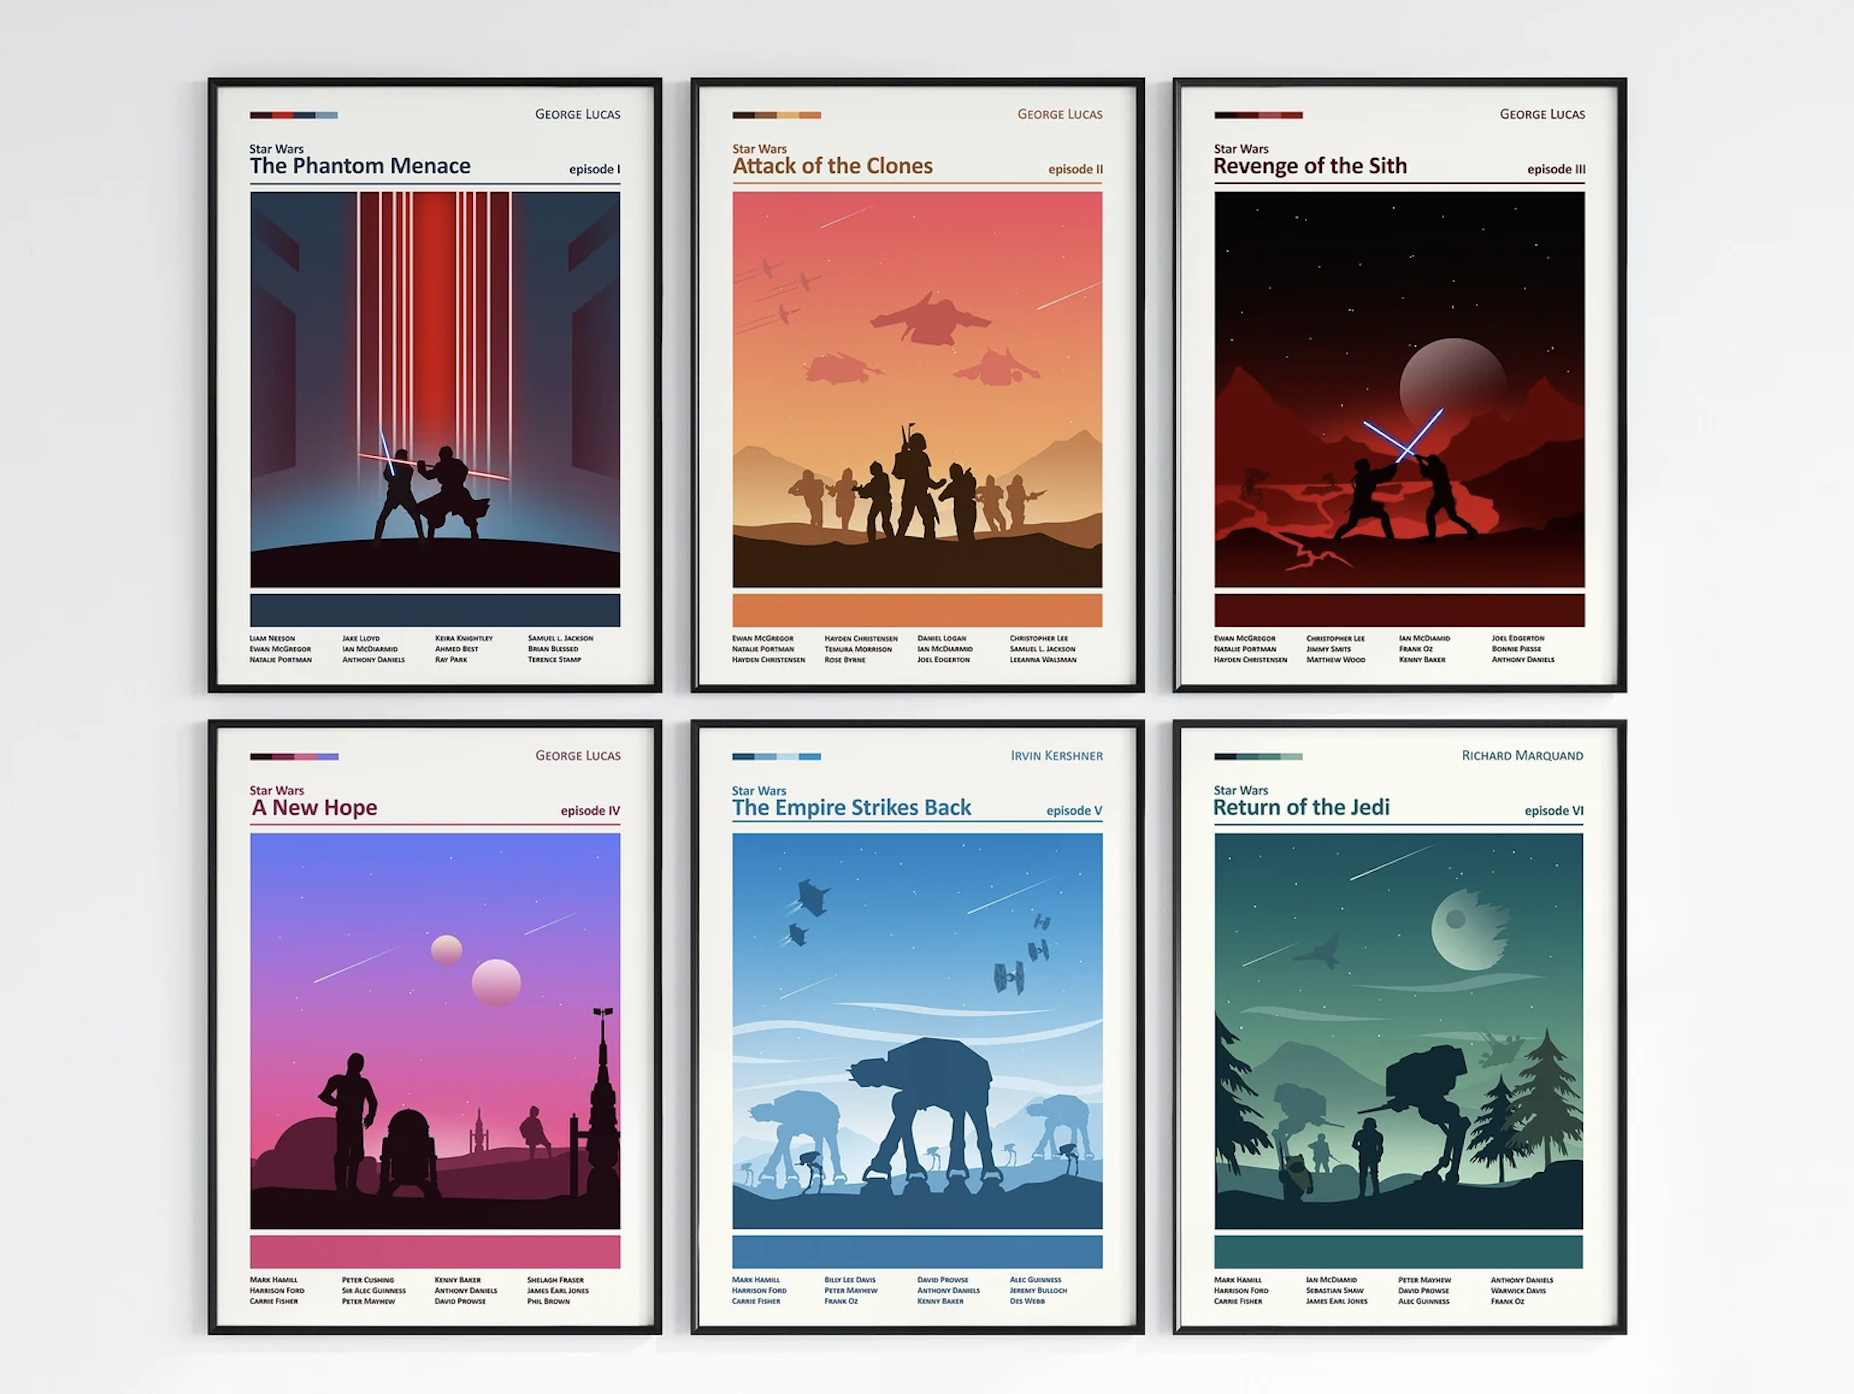 George Lucas
Star Wars
The Phantom Menace
episode I
Liam Neeson Jake Lloyd Keira Knightley Samuel L. Jackson
Ewan McGregor Ian McDiarmid Ahmed Best Brian Blessed
Natalie Portman Anthony Daniels Ray Park Terence Stamp
George Lucas
Star Wars
Attack of the Clones
episode II
Ewan McGregor Hayden Christensen Daniel Logan Christopher Lee
Natalie Portman Temura Morrison Ian McDiarmid Samuel L. Jackson
Hayden Christensen Rose Byrne Joel Edgerton Leeanna Walsman
George Lucas
Star Wars
Revenge of the Sith
episode III
Ewan McGregor Christopher Lee Ian McDiamid Joel Edgerton
Natalie Portman Jimmy Smits Frank Oz Bonnie Piesse
Hayden Christensen Matthew Wood Kenny Baker Anthony Daniels
George Lucas
Star Wars
A New Hope
episode IV
Mark Hamill Peter Cushing Kenny Baker Shelagh Fraser
Harrison Ford Sir Alec Guinness Anthony Daniels James Earl Jones
Carrie Fisher Peter Mayhew David Prowse Phil Brown
Irvin Kershner
Star Wars
The Empire Strikes Back
episode V
Mark Hamill Billy Lee Davis David Prowse Alec Guinness
Harrison Ford Peter Mayhew Anthony Daniels Jeremy Bulloch
Carrie Fisher Frank Oz Kenny Baker Des Webb
Richard Marquand
Star Wars
Return of the Jedi
episode VI
Mark Hamill Ian McDiamid Peter Mayhew Anthony Daniels
Harrison Ford Sebastian Shaw David Prowse Warwick Davis
Carrie Fisher James Earl Jones Alec Guinness Frank Oz